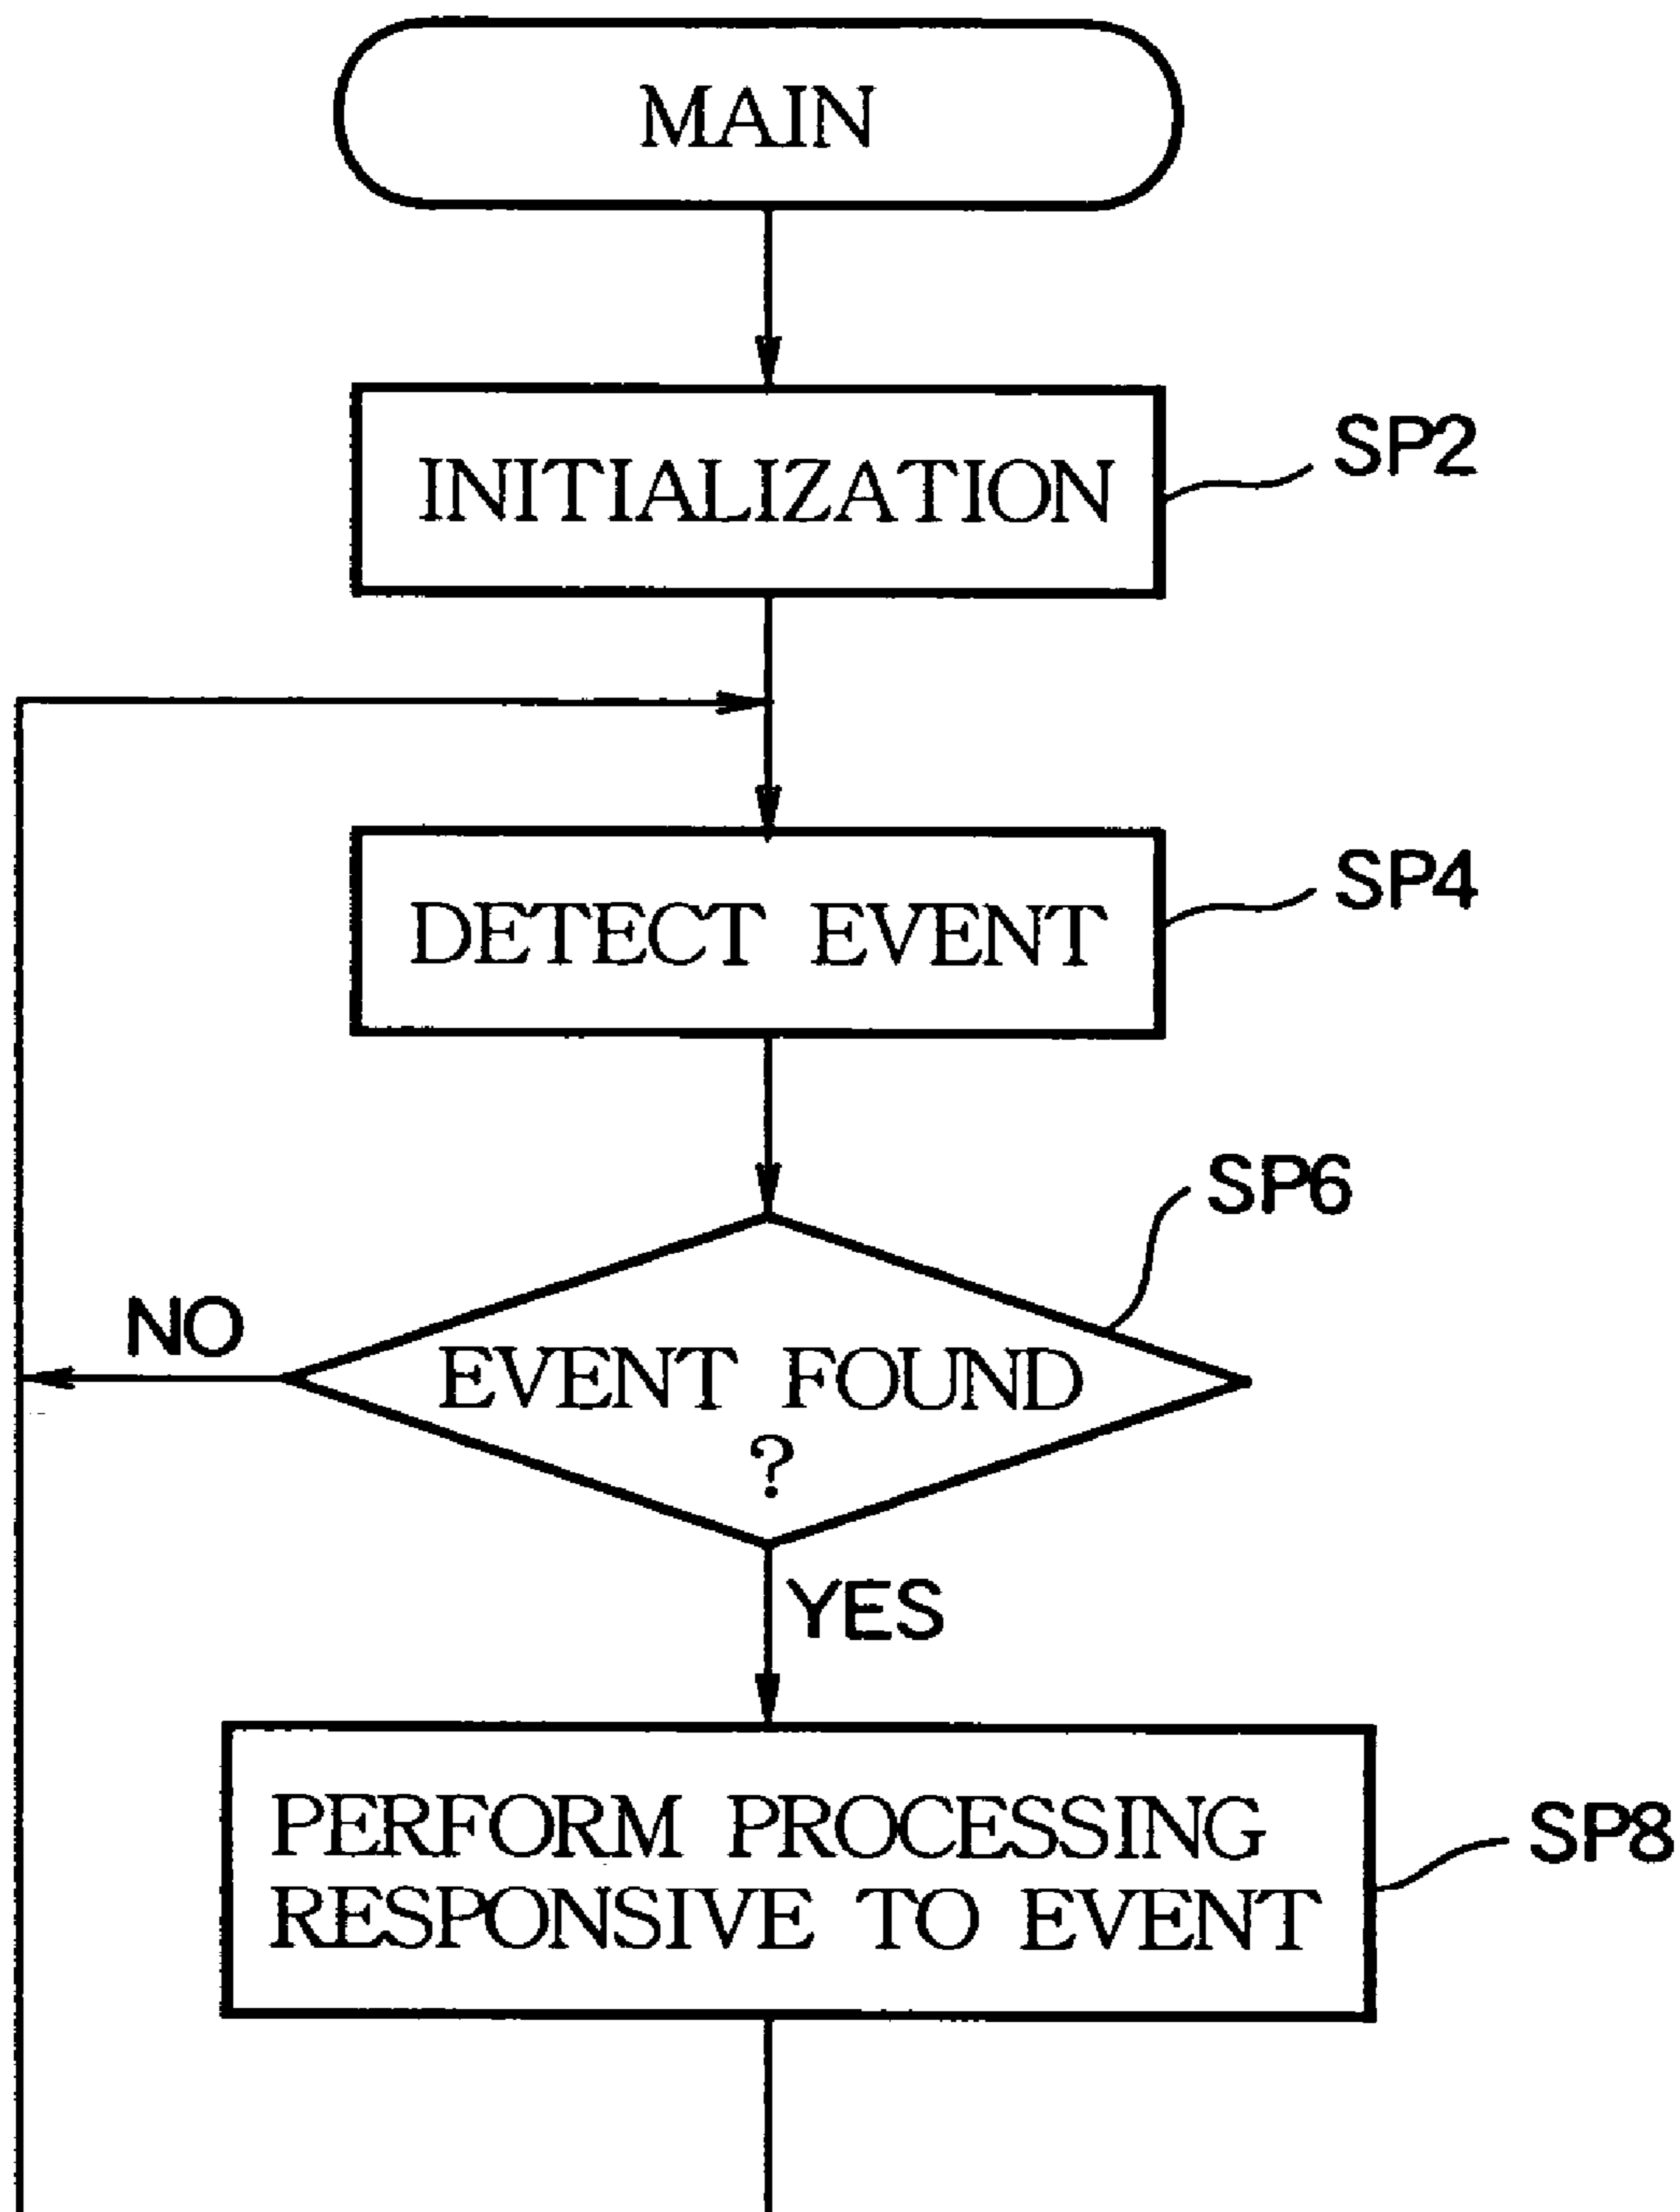 MAIN
INITIALIZATION
SP2
DETECT EVENT
SP4
SP6
NO
EVENT FOUND
?
YES
PERFORM PROCESSING
RESPONSIVE TO EVENT
SP8